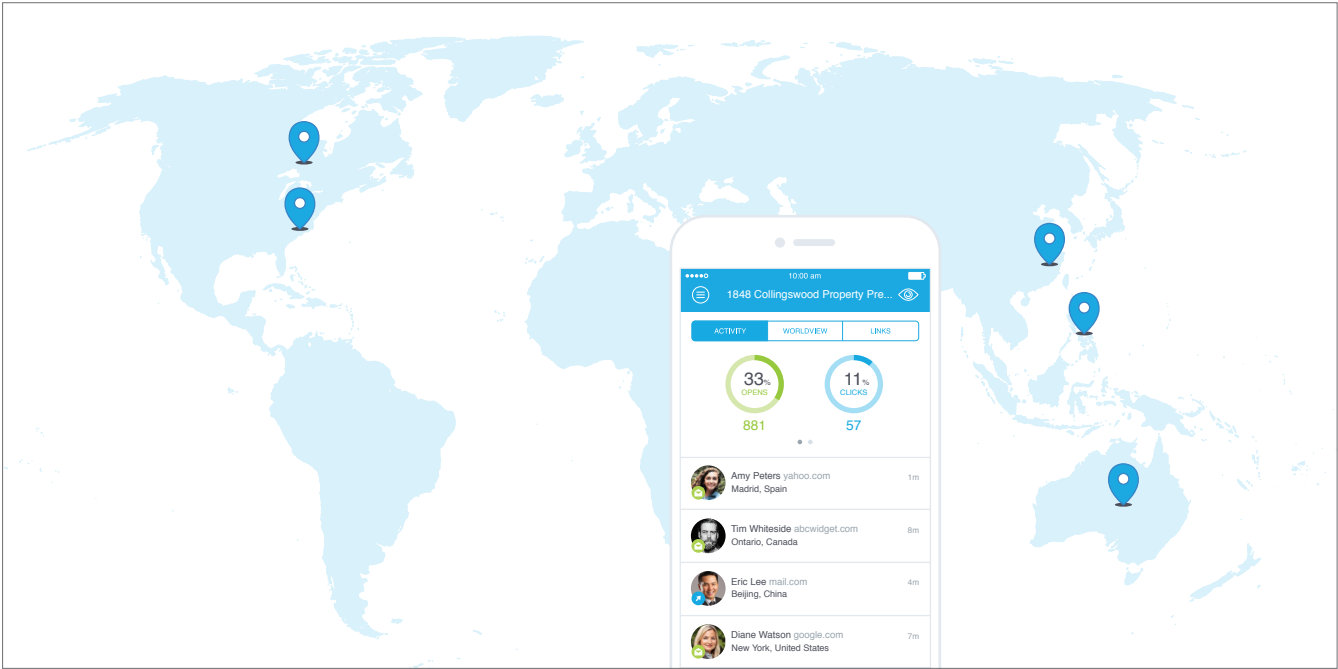 10:00 am
1848 Collingswood Property Pre...
ACTIVITY WORLDVIEW LINKS
33% 11%
OPENS CLICKS
881 57
Amy Peters yahoo.com 1m
Madrid, Spain
Tim Whiteside abcwidget.com 8m
Ontario, Canada
Eric Lee mail.com 4m
Beijing, China
Diane Watson google.com 7m
New York, United States